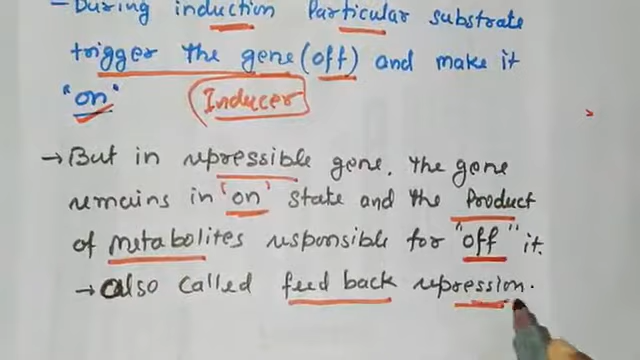 - During induction Particular substrate
trigger the gene (off) and make it
"on" Inducer
→ But in repressible gene. the gene
remains in 'on' state and the Product
of metabolites responsible for "off" it.
→ also called feed back repression.